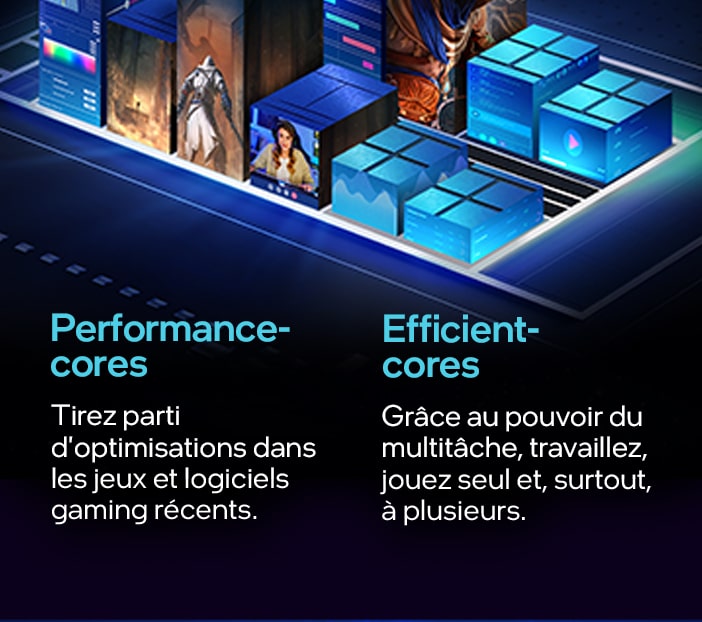 Performance-
cores
Tirez parti
d'optimisations dans
les jeux et logiciels
gaming récents.
Efficient-
cores
Grâce au pouvoir du
multitâche, travaillez,
jouez seul et, surtout,
à plusieurs.